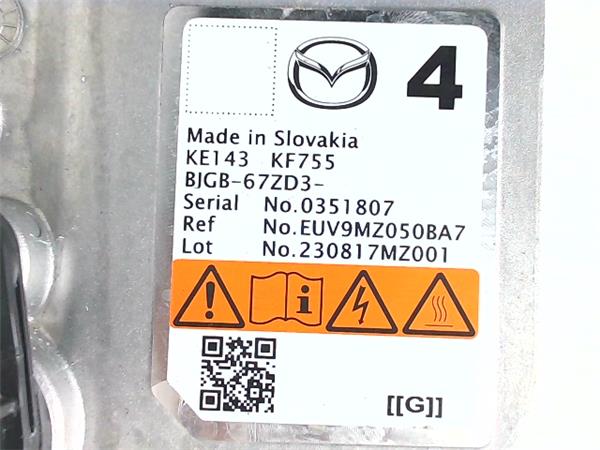 4
Made in Slovakia
KE143 KF755
BJGB-67ZD3-
Serial No.0351807
Ref No.EUV9MZ050BA7
Lot No.230817MZ001
[[G]]